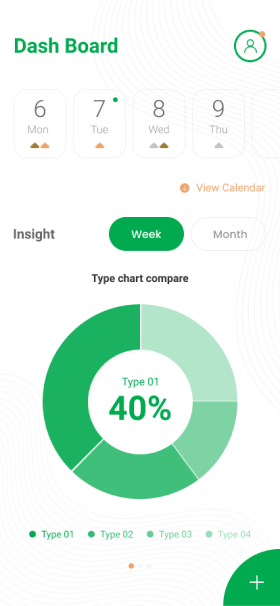 Dash Board
6 7 8 9
Mon Tue Wed Thu
View Calendar
Insight Week Month
Type chart compare
Type 01
40%
Type 01 Type 02 Type 03 Type 04
+